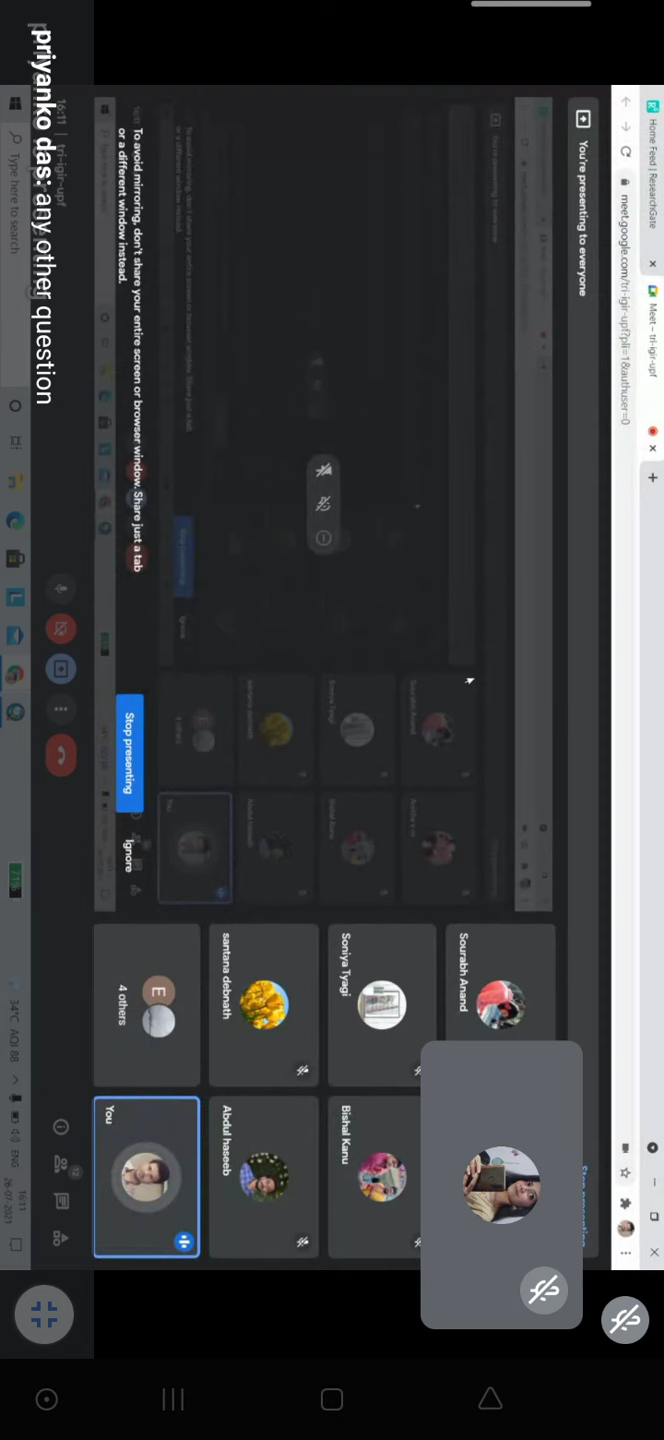 Home Feed | ResearchGate
Meet – tri-igir-upf
meet.google.com/tri-igir-upf?pli=1&authuser=0
You're presenting to everyone
Stop presenting
Sourabh Anand
Soniya Tyagi
Bishal Kanu
santana debnath
Abdul haseeb
E
4 others
You
To avoid mirroring, don't share your entire screen or browser window. Share just a tab
or a different window instead.
Stop presenting
Ignore
16:11 | tri-igir-upf
12
priyanko das: any other question
Type here to search
34°C AQI 88
ENG
16:11
26-07-2021